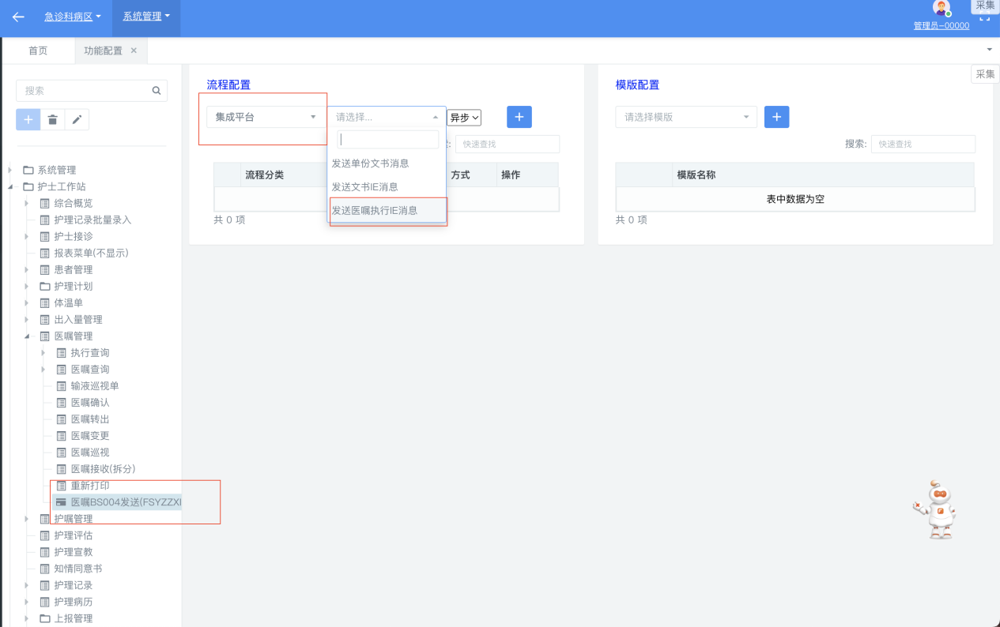 急诊科病区
系统管理
采集
管理员-00000
首页
功能配置
采集
搜索
系统管理
护士工作站
综合概览
护理记录批量录入
护士接诊
报表菜单(不显示)
患者管理
护理计划
体温单
出入量管理
医嘱管理
执行查询
医嘱查询
输液巡视单
医嘱确认
医嘱转出
医嘱变更
医嘱巡视
医嘱接收(拆分)
重新打印
医嘱BS004发送(FSYZZXI
护嘱管理
护理评估
护理宣教
知情同意书
护理记录
护理病历
上报管理
流程配置
集成平台
请选择...
异步
快速查找
发送单份文书消息
发送文书IE消息
发送医嘱执行IE消息
流程分类
方式
操作
共 0 项
模版配置
请选择模版
搜索:
快速查找
模版名称
表中数据为空
共 0 项